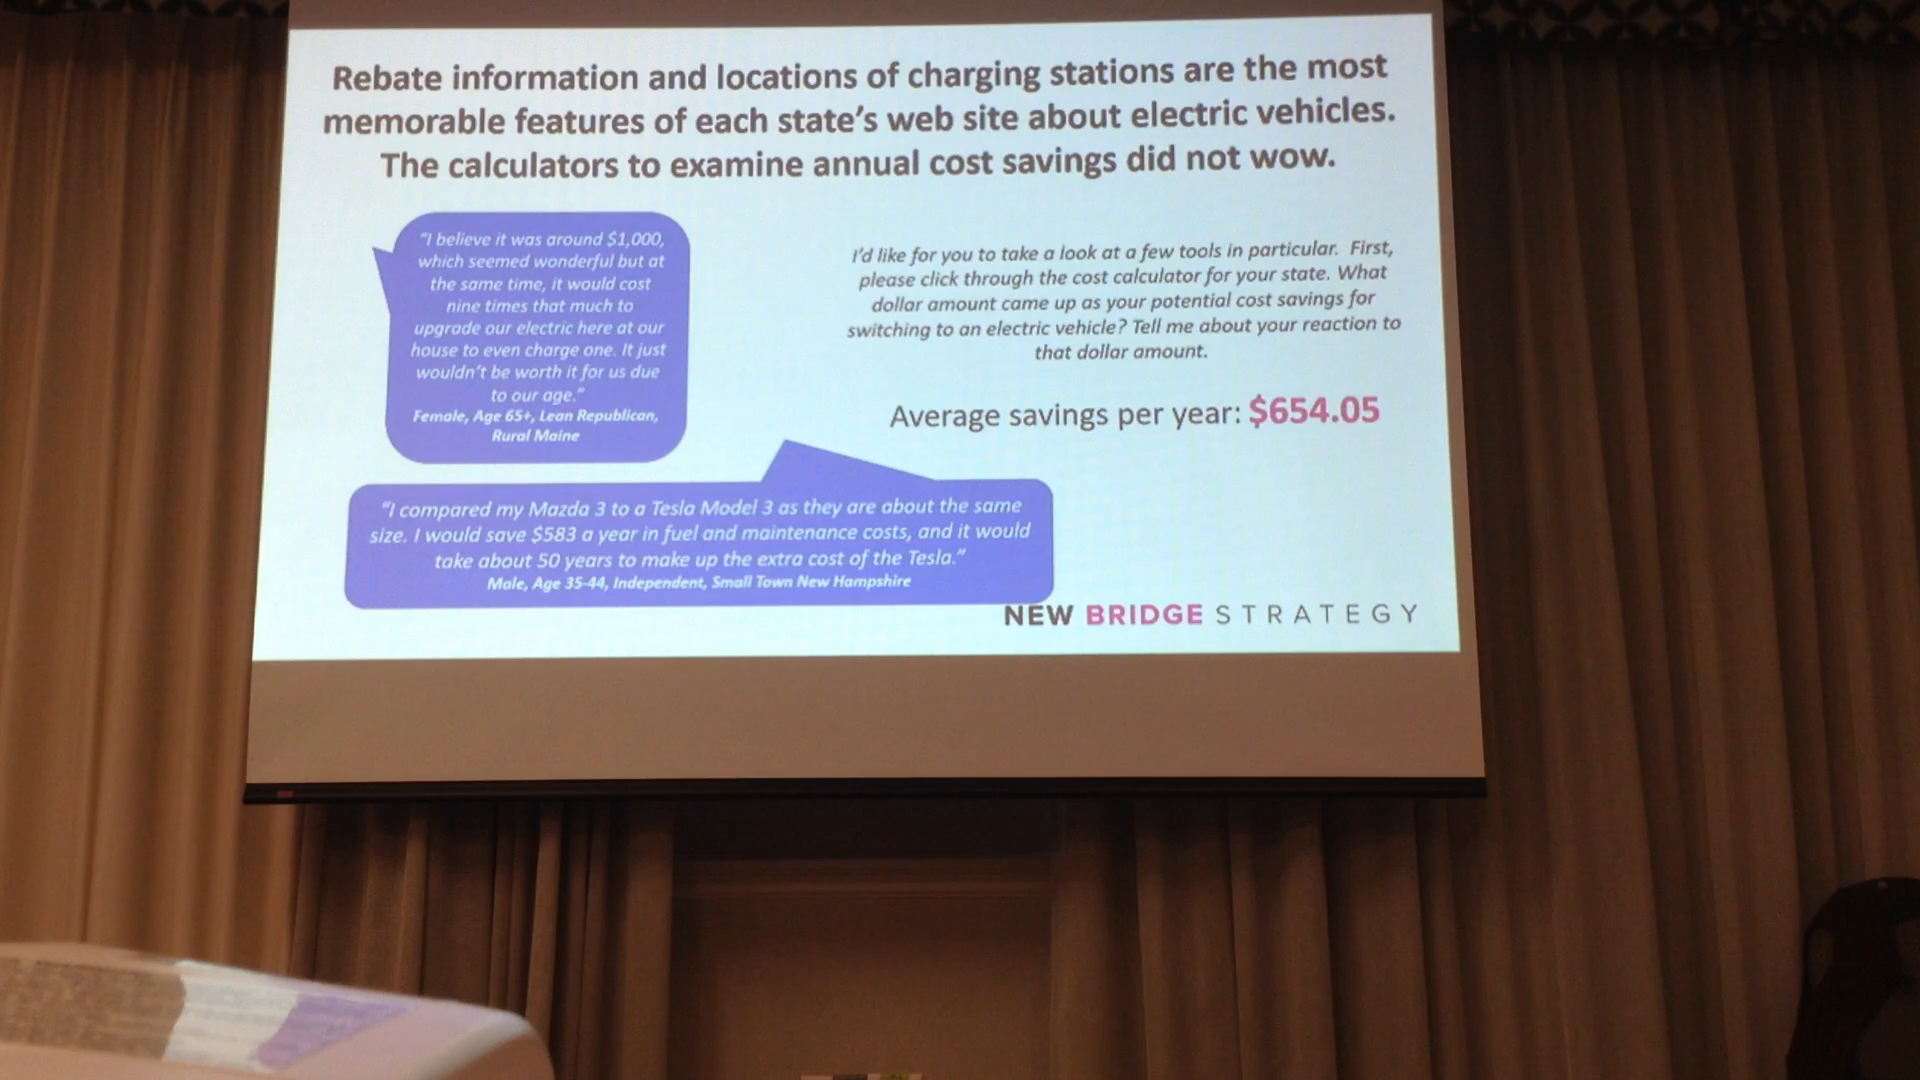 Rebate information and locations of charging stations are the most
memorable features of each state's web site about electric vehicles.
The calculators to examine annual cost savings did not wow.
“I believe it was around $1,000,
which seemed wonderful but at
the same time, it would cost
nine times that much to
upgrade our electric here at our
house to even charge one. It just
wouldn't be worth it for us due
to our age.”
Female, Age 65+, Lean Republican,
Rural Maine
I'd like for you to take a look at a few tools in particular. First,
please click through the cost calculator for your state. What
dollar amount came up as your potential cost savings for
switching to an electric vehicle? Tell me about your reaction to
that dollar amount.
Average savings per year: $654.05
“I compared my Mazda 3 to a Tesla Model 3 as they are about the same
size. I would save $583 a year in fuel and maintenance costs, and it would
take about 50 years to make up the extra cost of the Tesla.”
Male, Age 35-44, Independent, Small Town New Hampshire
NEW BRIDGE STRATEGY